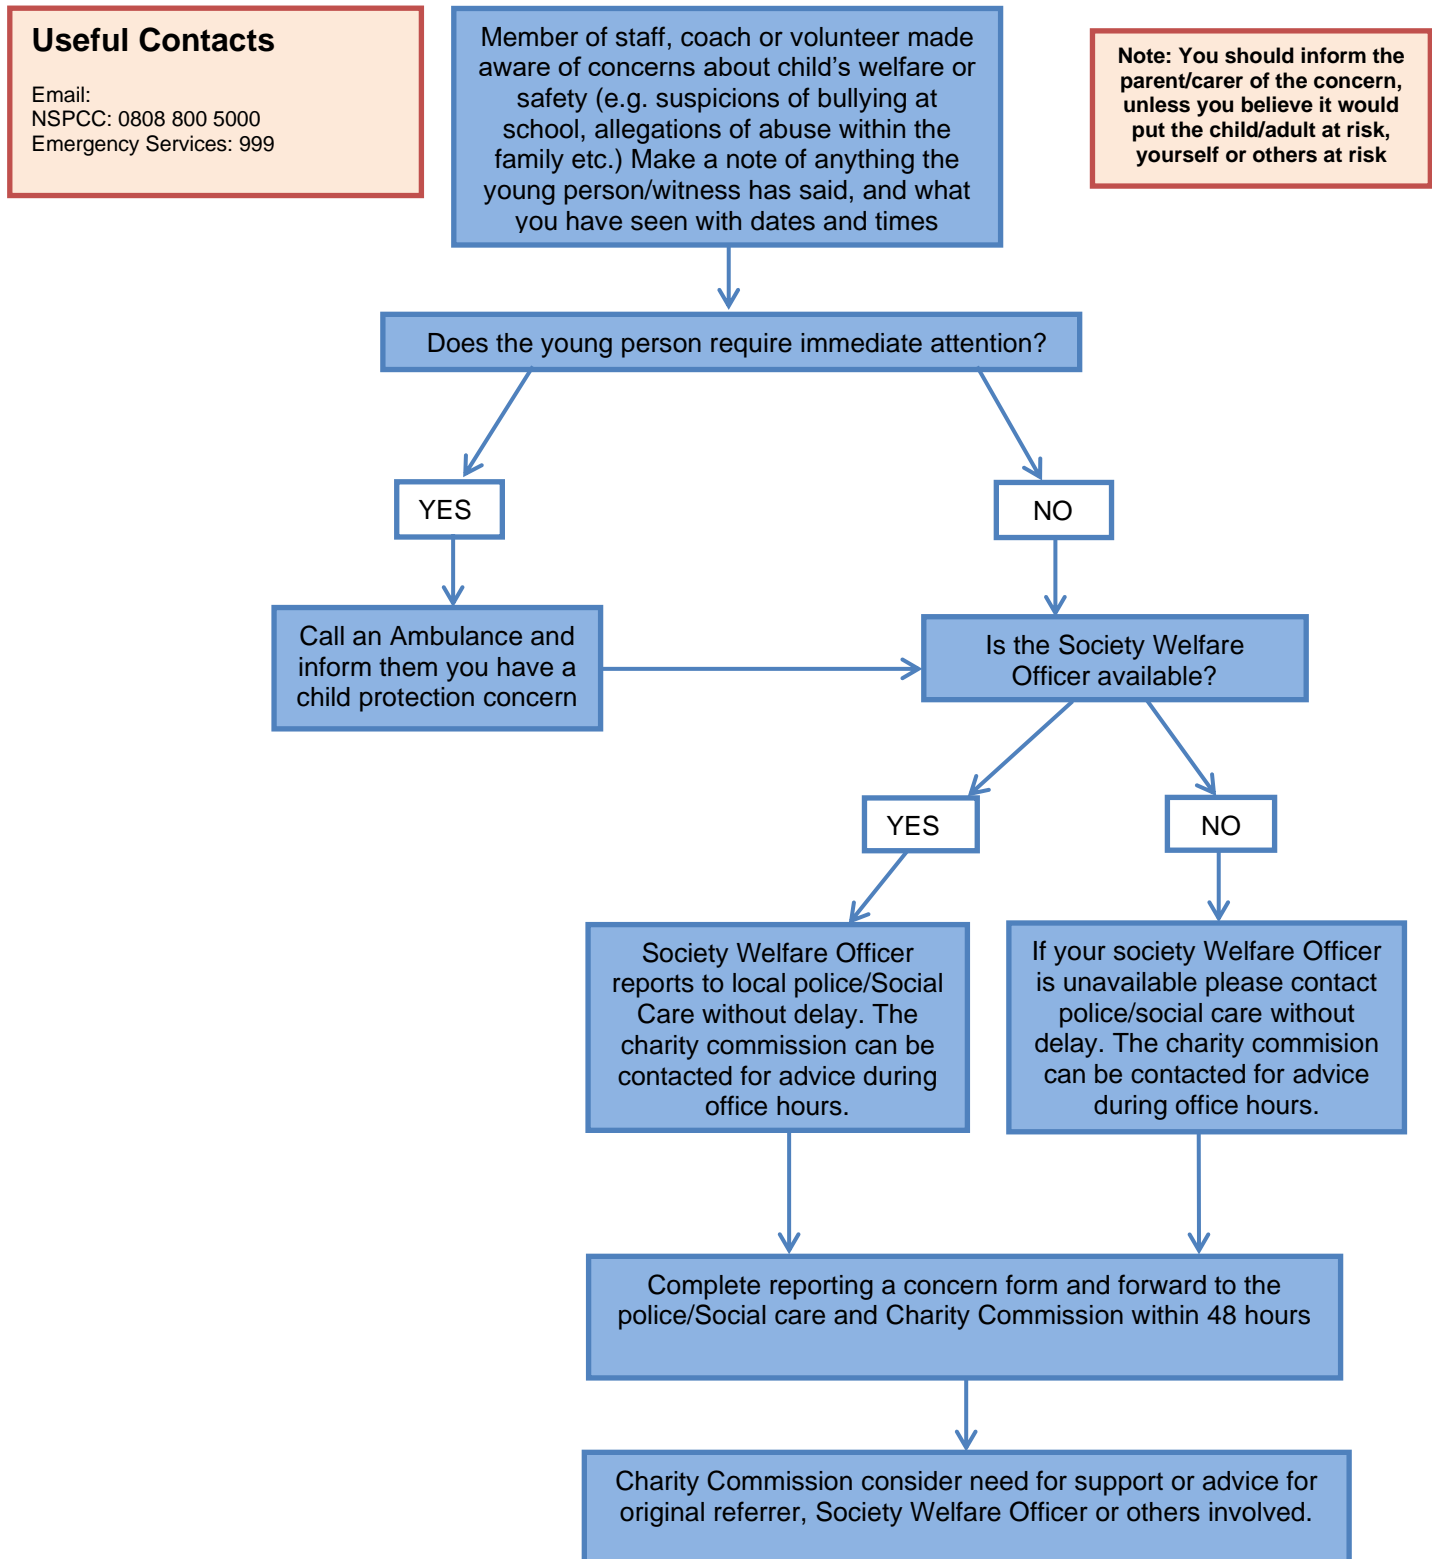 Useful Contacts
Email:
NSPCC: 0808 800 5000
Emergency Services: 999
Member of staff, coach or volunteer made
aware of concerns about child's welfare or
safety (e.g. suspicions of bullying at
school, allegations of abuse within the
family etc.) Make a note of anything the
young person/witness has said, and what
you have seen with dates and times
Note: You should inform the
parent/carer of the concern,
unless you believe it would
put the child/adult at risk,
yourself or others at risk
Does the young person require immediate attention?
YES
NO
Call an Ambulance and
inform them you have a
child protection concern
Is the Society Welfare
Officer available?
YES
NO
Society Welfare Officer
reports to local police/Social
Care without delay. The
charity commission can be
contacted for advice during
office hours.
If your society Welfare Officer
is unavailable please contact
police/social care without
delay. The charity commision
can be contacted for advice
during office hours.
Complete reporting a concern form and forward to the
police/Social care and Charity Commission within 48 hours
Charity Commission consider need for support or advice for
original referrer, Society Welfare Officer or others involved.